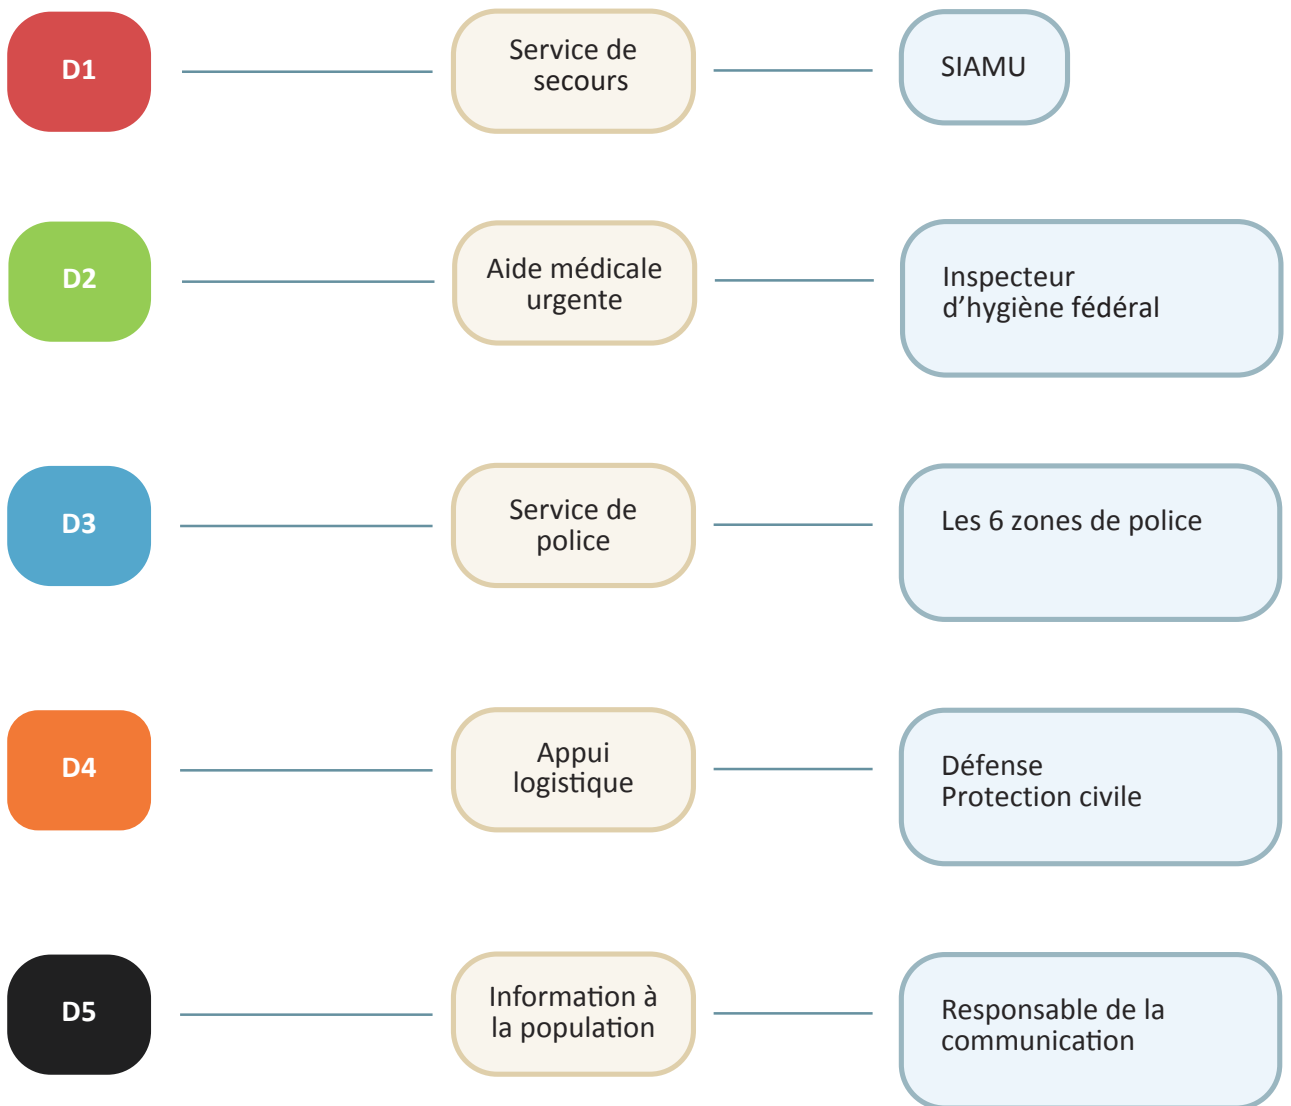 D1
Service de
secours
SIAMU
D2
Aide médicale
urgente
Inspecteur
d’hygiène fédéral
D3
Service de
police
Les 6 zones de police
D4
Appui
logistique
Défense
Protection civile
D5
Information à
la population
Responsable de la
communication